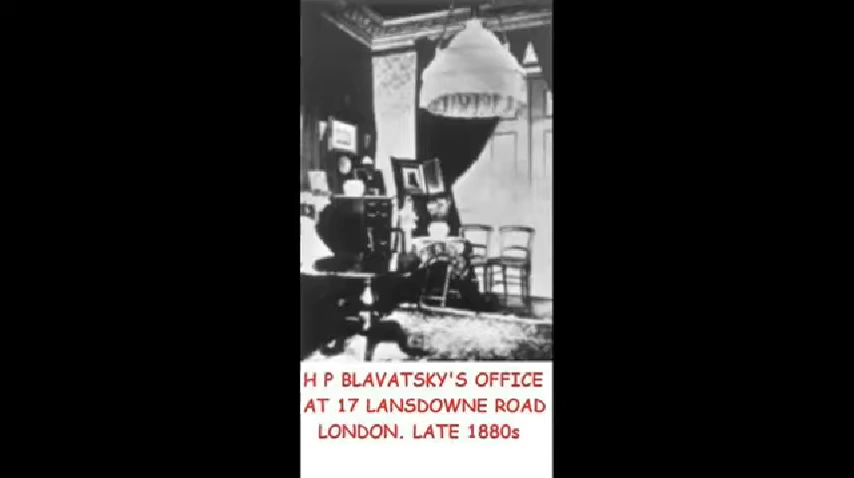 H P BLAVATSKY'S OFFICE
AT 17 LANSDOWNE ROAD
LONDON. LATE 1880s